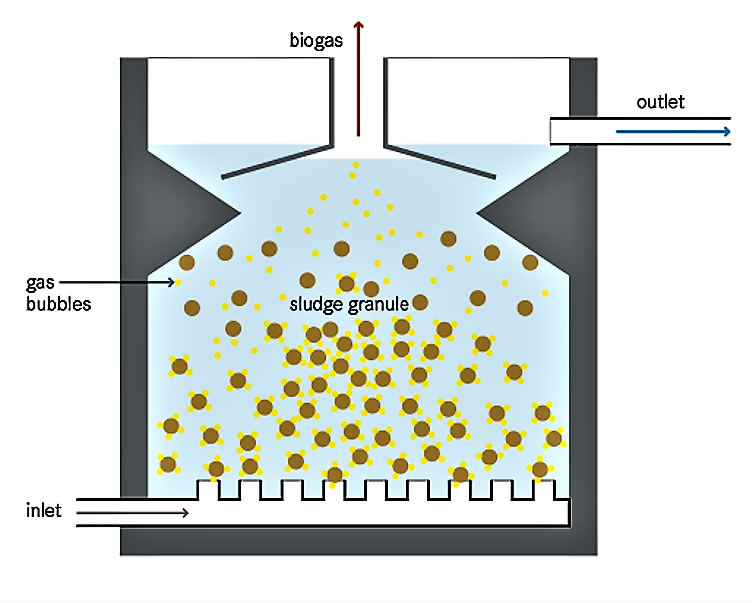 biogas
outlet
gas
bubbles
sludge granule
inlet